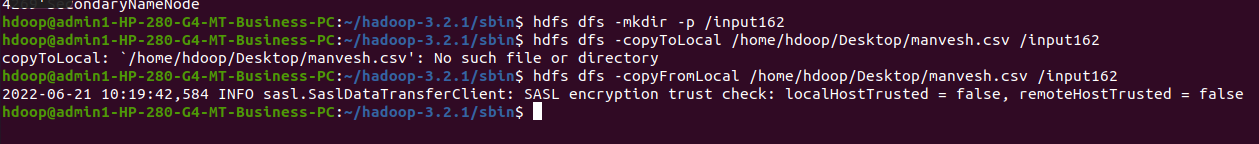 hdoop@admin1-HP-280-G4-MT-Business-PC:~/hadoop-3.2.1/sbin$ hdfs dfs -mkdir -p /input162
hdoop@admin1-HP-280-G4-MT-Business-PC:~/hadoop-3.2.1/sbin$ hdfs dfs -copyToLocal /home/hdoop/Desktop/manvesh.csv /input162
copyToLocal: `/home/hdoop/Desktop/manvesh.csv': No such file or directory
hdoop@admin1-HP-280-G4-MT-Business-PC:~/hadoop-3.2.1/sbin$ hdfs dfs -copyFromLocal /home/hdoop/Desktop/manvesh.csv /input162
2022-06-21 10:19:42,584 INFO sasl.SaslDataTransferClient: SASL encryption trust check: localHostTrusted = false, remoteHostTrusted = false
hdoop@admin1-HP-280-G4-MT-Business-PC:~/hadoop-3.2.1/sbin$